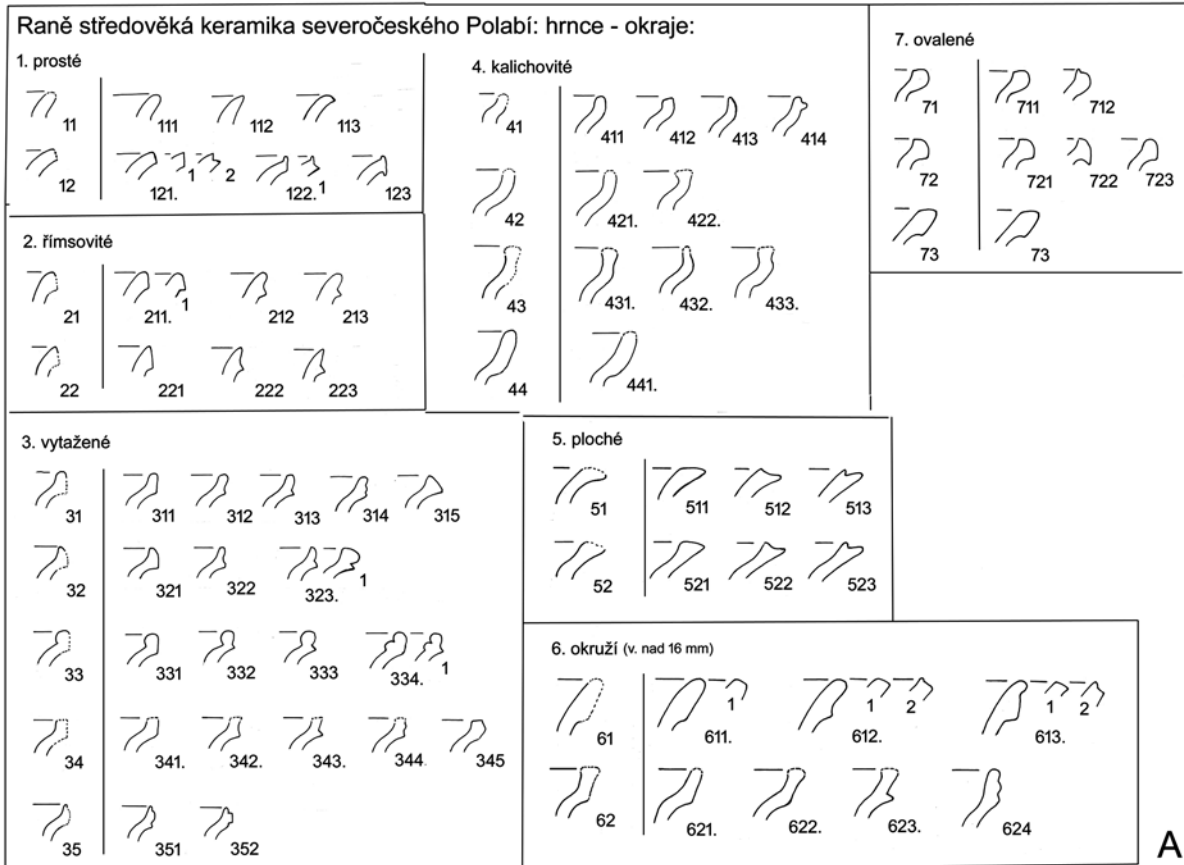 Raně středověká keramika severočeského Polabí: hrnce - okraje:
1. prosté
11 111 112 113
12 121. 1 2 122. 1 123
2. římsovité
21 211. 1 212 213
22 221 222 223
3. vytažené
31 311 312 313 314 315
32 321 322 323. 1
33 331 332 333 334. 1
34 341. 342. 343. 344. 345
35 351 352
4. kalichovité
41 411 412 413 414
42 421. 422.
43 431. 432. 433.
44 441.
5. ploché
51 511 512 513
52 521 522 523
6. okruží (v. nad 16 mm)
61 611. 1 612. 1 2 613. 1 2
62 621. 622. 623. 624
7. ovalené
71 711 712
72 721 722 723
73 73
A